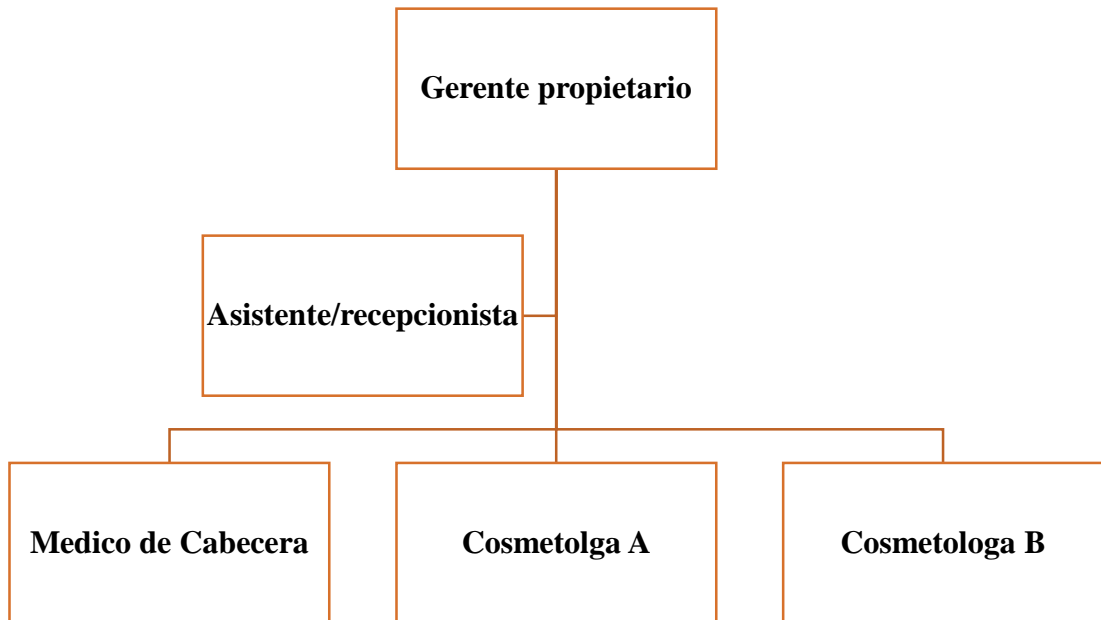 Gerente propietario
Asistente/recepcionista
Medico de Cabecera
Cosmetolga A
Cosmetologa B